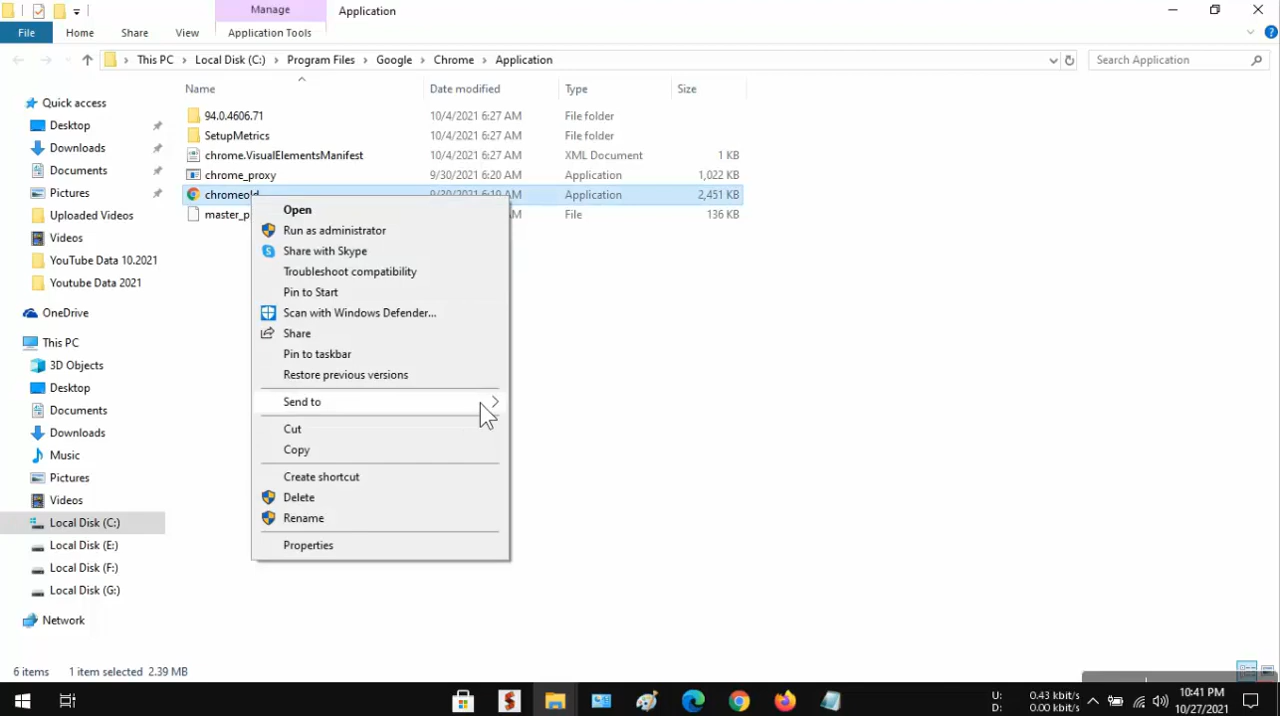 Manage
Application
File
Home
Share
View
Application Tools
This PC
Local Disk (C:)
Program Files
Google
Chrome
Application
Search Application
Name
Date modified
Type
Size
Quick access
Desktop
Downloads
Documents
Pictures
Uploaded Videos
Videos
YouTube Data 10.2021
Youtube Data 2021
OneDrive
This PC
3D Objects
Desktop
Documents
Downloads
Music
Pictures
Videos
Local Disk (C:)
Local Disk (E:)
Local Disk (F:)
Local Disk (G:)
Network
94.0.4606.71 10/4/2021 6:27 AM File folder
SetupMetrics 10/4/2021 6:27 AM File folder
chrome.VisualElementsManifest 10/4/2021 6:27 AM XML Document 1 KB
chrome_proxy 9/30/2021 6:20 AM Application 1,022 KB
chromeold 9/30/2021 6:19 AM Application 2,451 KB
master_p M File 136 KB
Open
Run as administrator
Share with Skype
Troubleshoot compatibility
Pin to Start
Scan with Windows Defender...
Share
Pin to taskbar
Restore previous versions
Send to
Cut
Copy
Create shortcut
Delete
Rename
Properties
6 items 1 item selected 2.39 MB
U: 0.43 kbit/s
D: 0.00 kbit/s
10:41 PM
10/27/2021